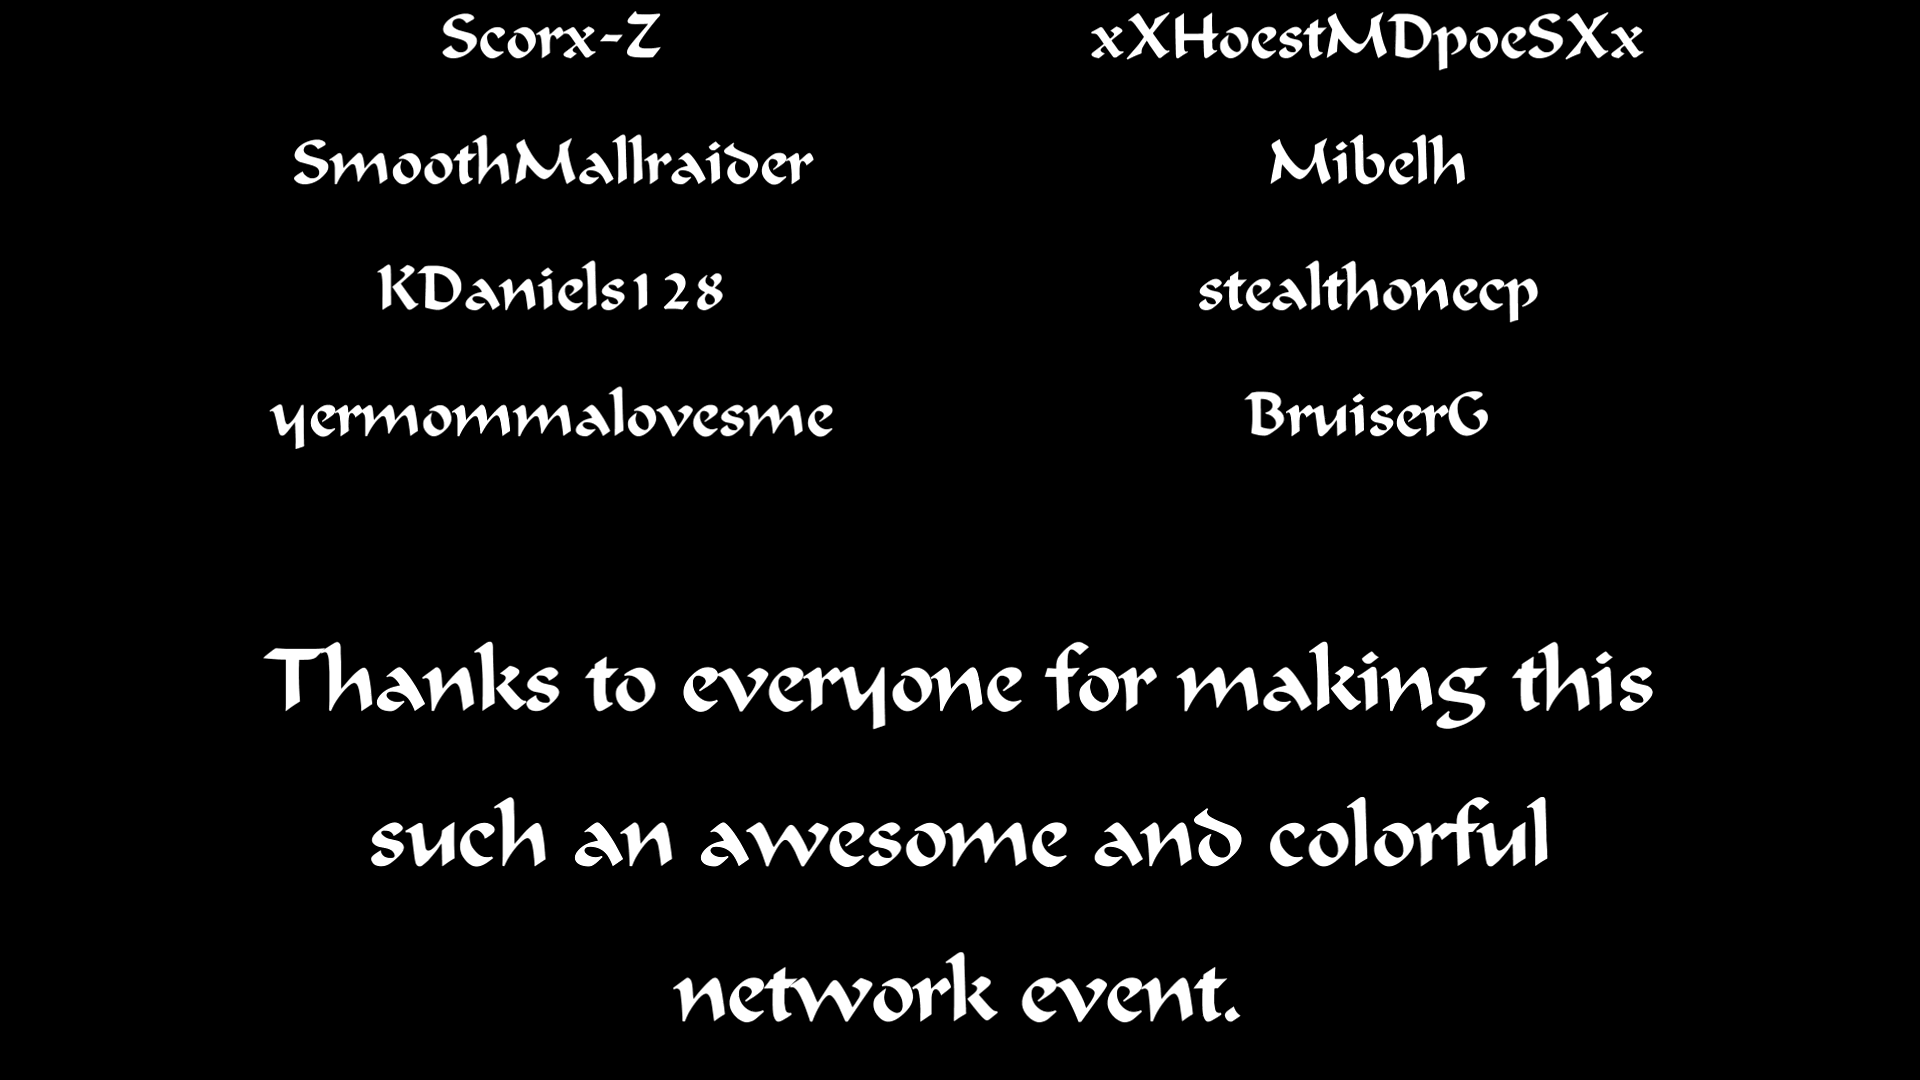 Scorx-Z xXHoestMDpoeSXx
SmoothMallraider Mibelh
KDaniels128 stealthonecp
yermommalovesme BruiserG
Thanks to everyone for making this
such an awesome and colorful
network event.